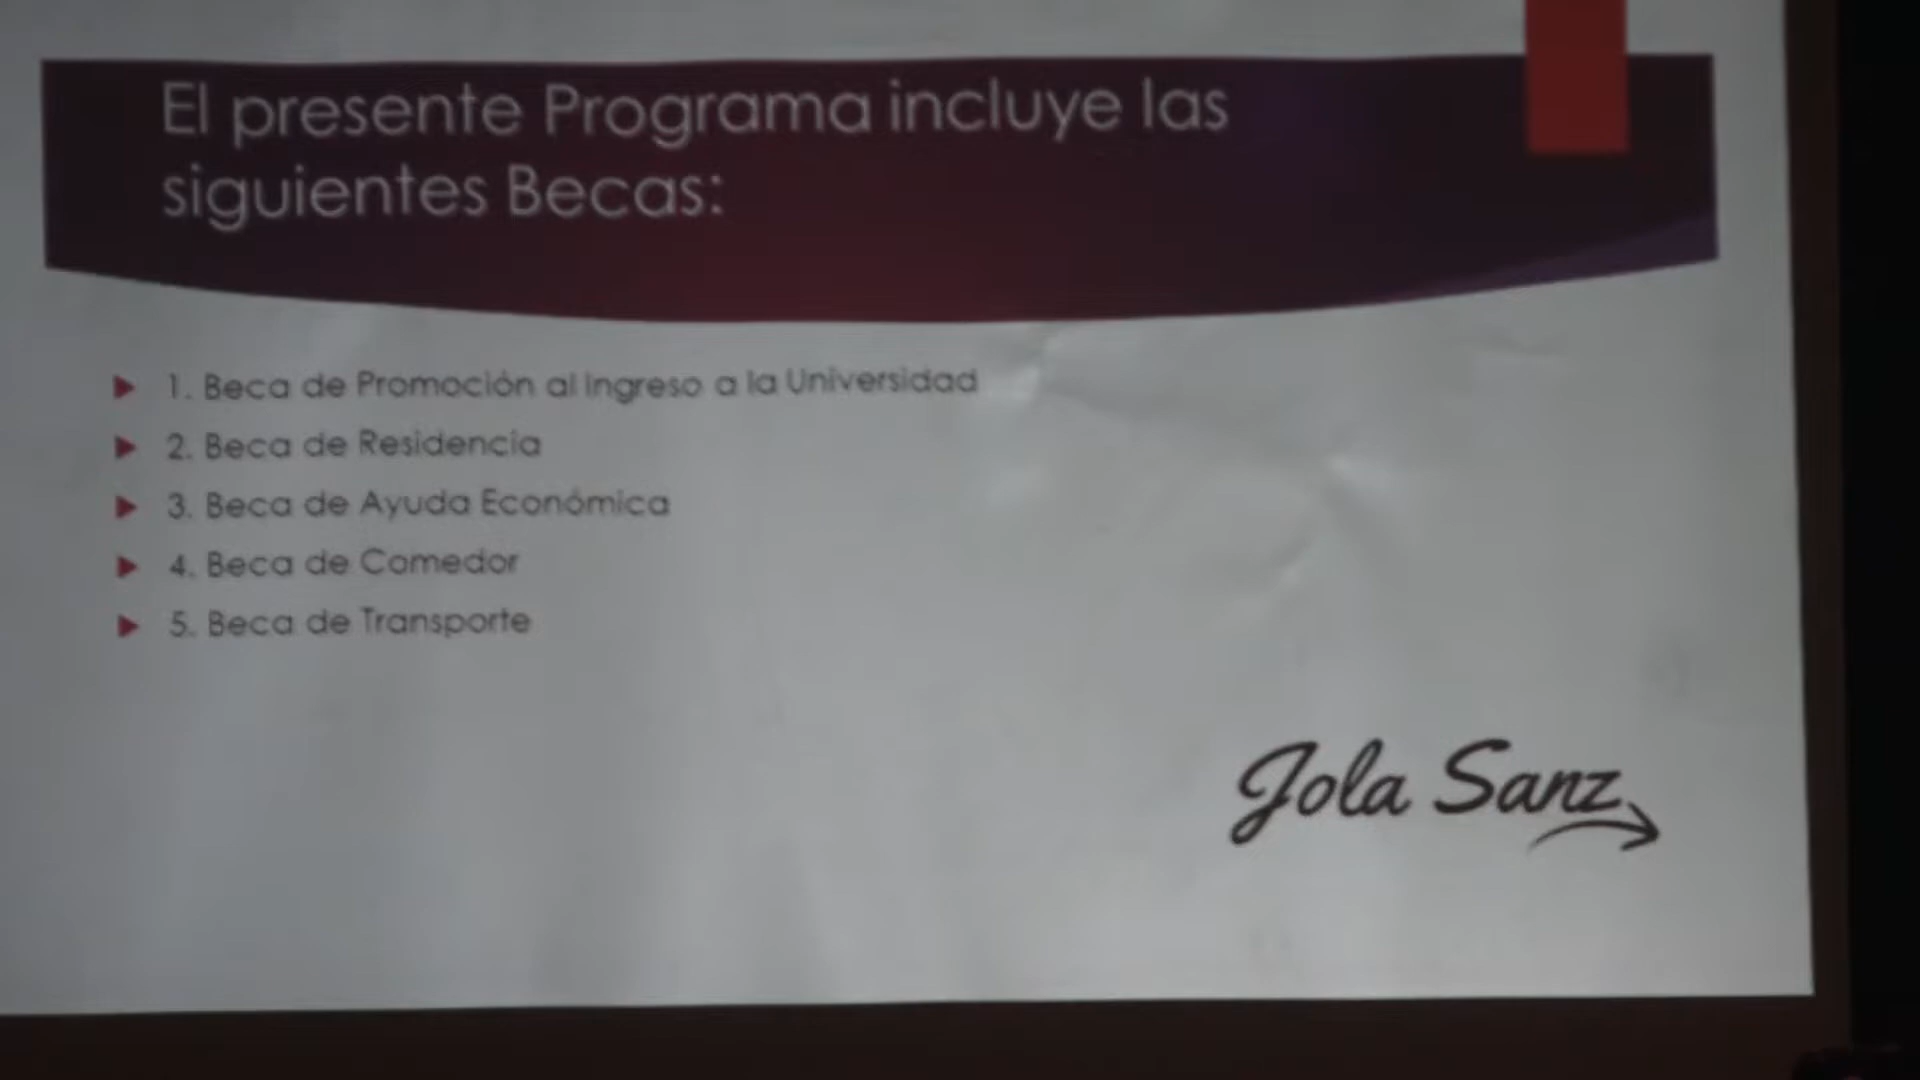 El presente Programa incluye las
siguientes Becas:
1. Beca de Promoción al Ingreso a la Universidad
2. Beca de Residencia
3. Beca de Ayuda Económica
4. Beca de Comedor
5. Beca de Transporte
Jola Sanz